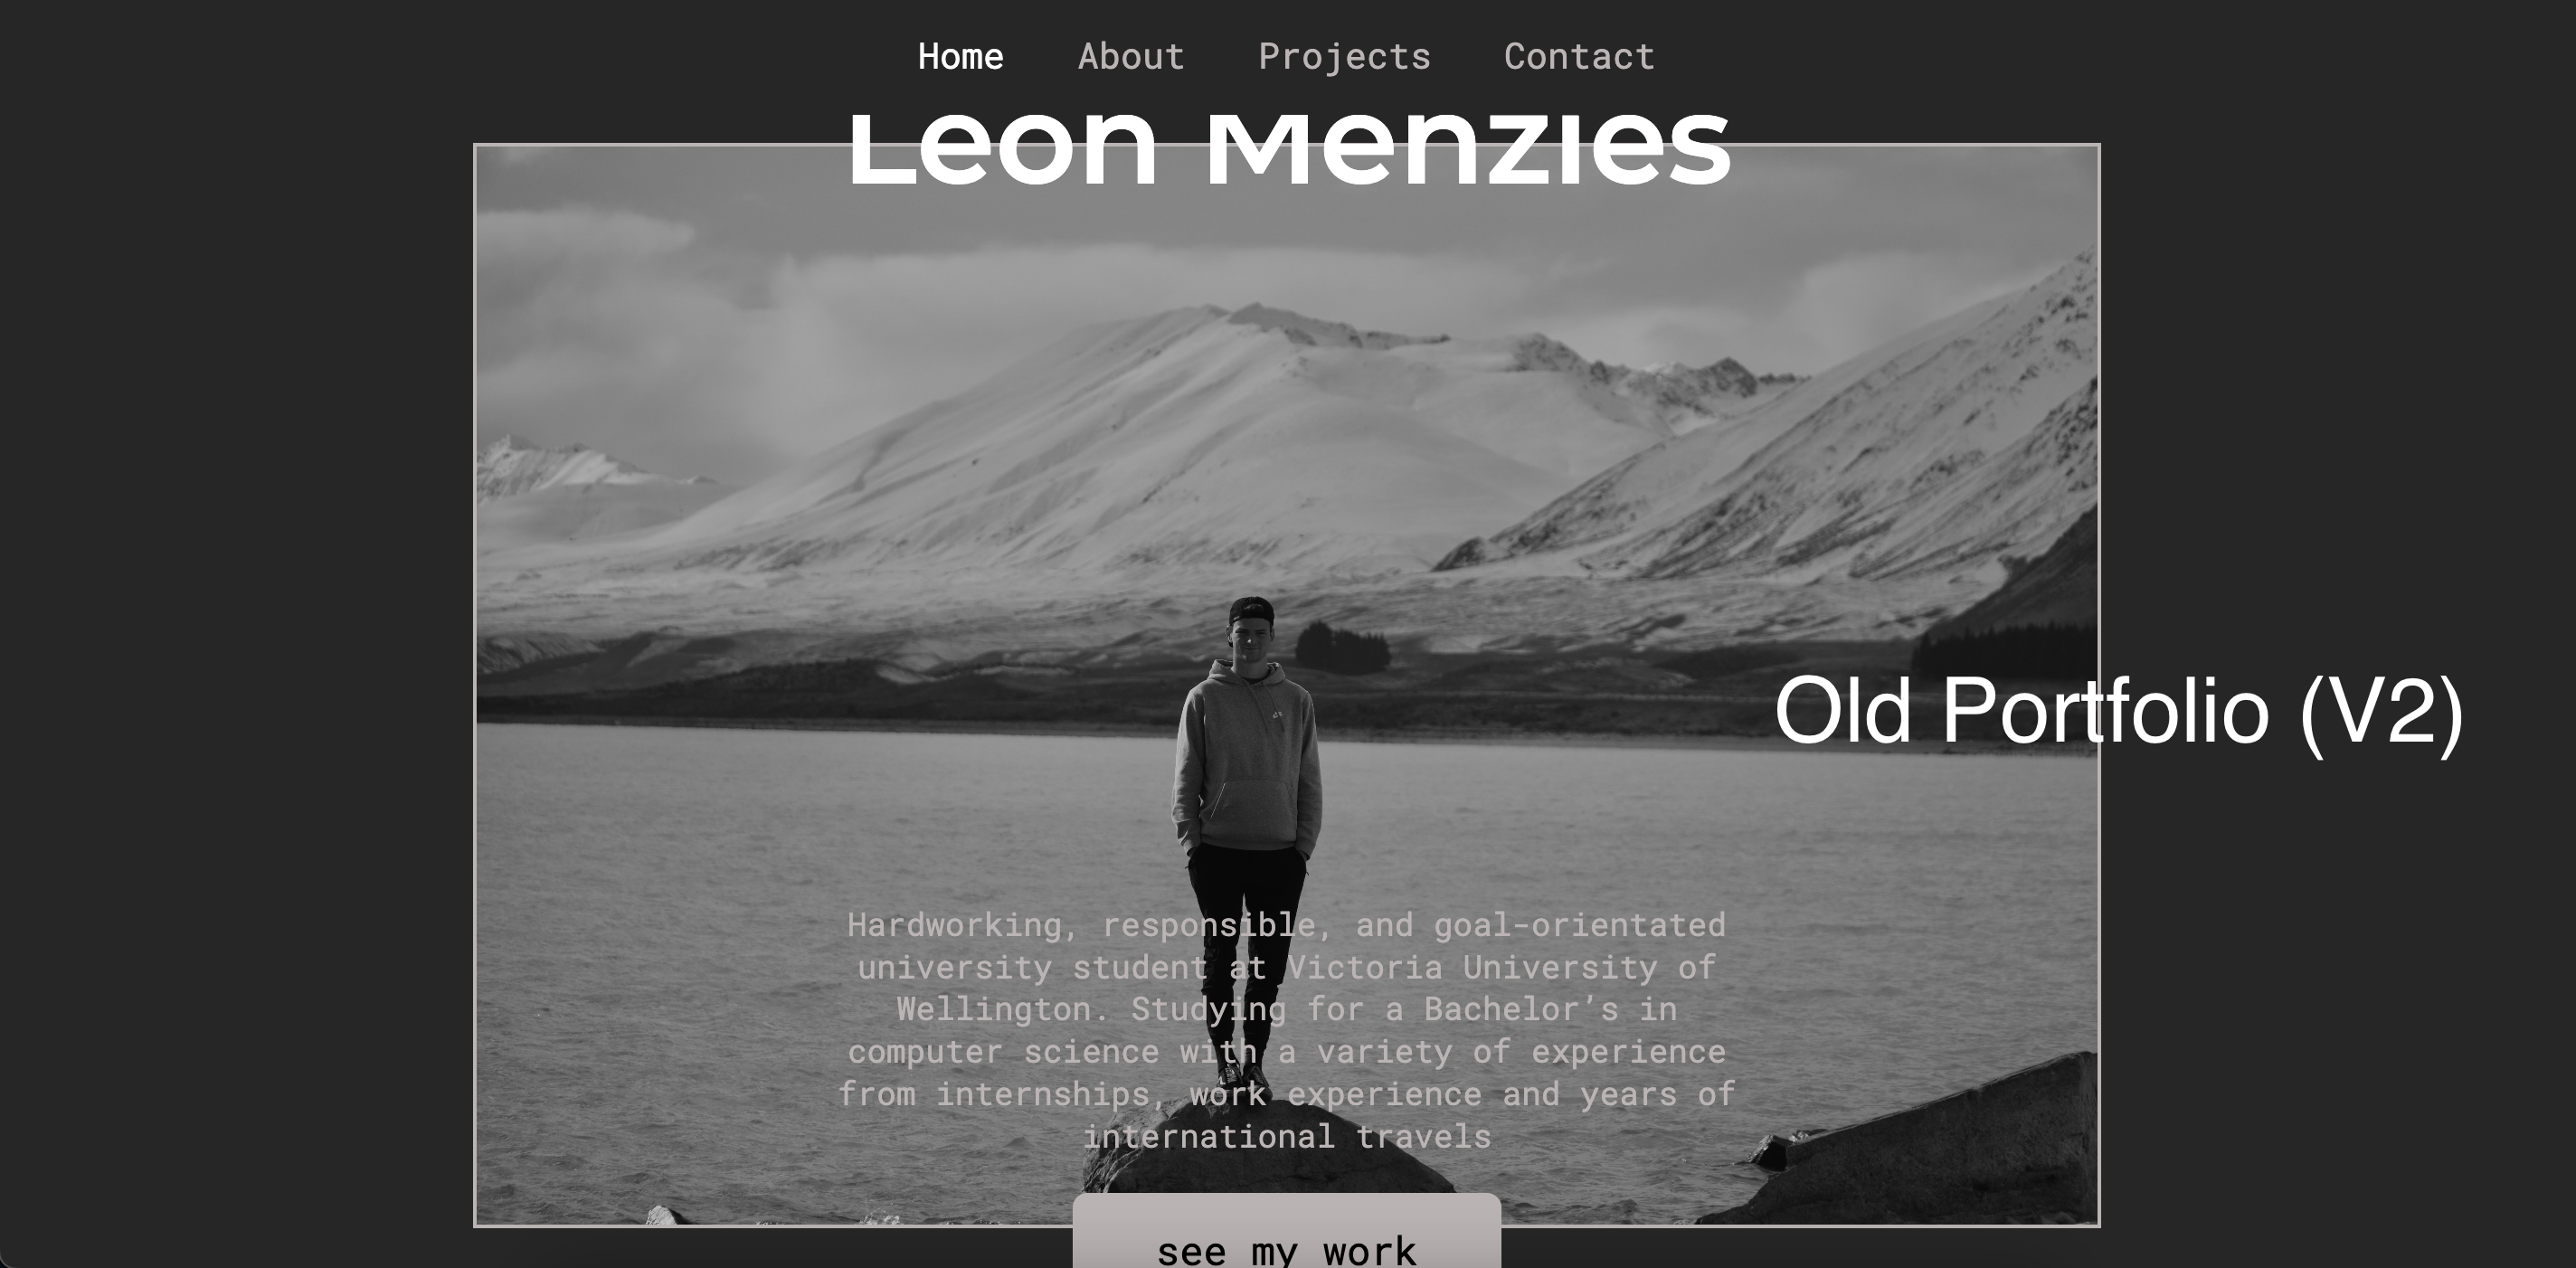 Home About Projects Contact
Leon Menzies
Old Portfolio (V2)
Hardworking, responsible, and goal-orientated
university student at Victoria University of
Wellington. Studying for a Bachelor’s in
computer science with a variety of experience
from internships, work experience and years of
international travels
see my work